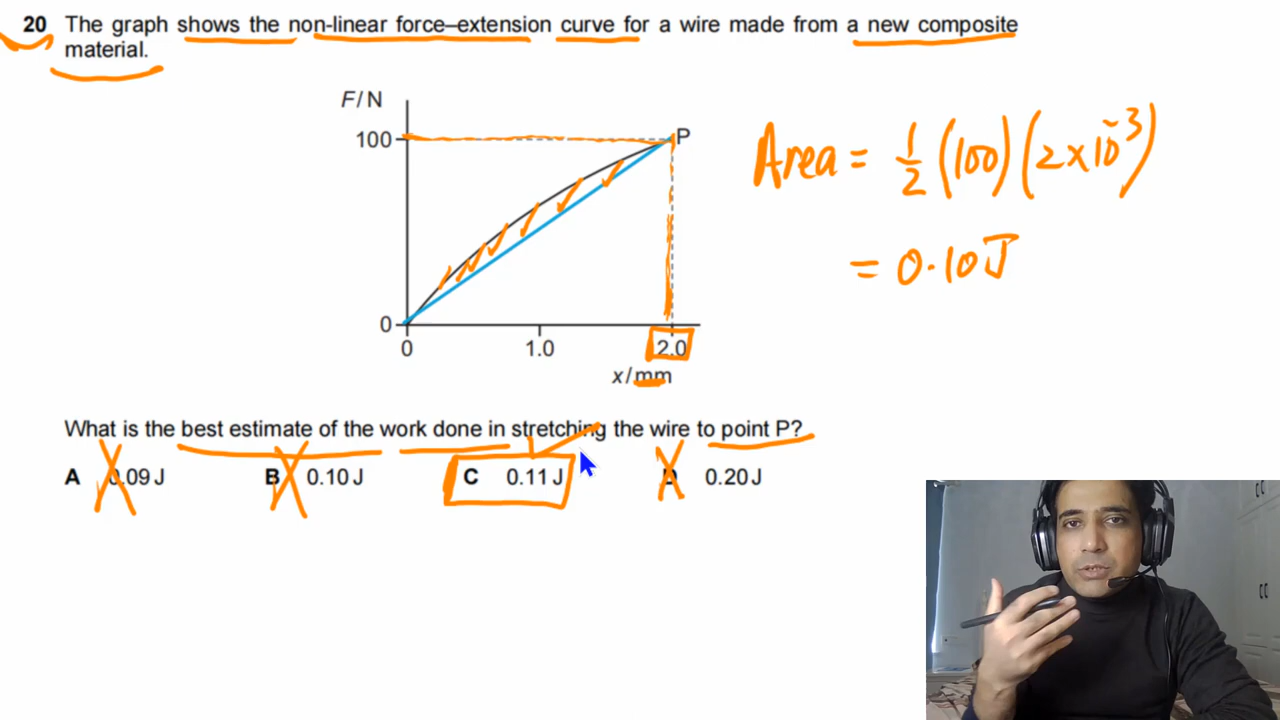 20 The graph shows the non-linear force–extension curve for a wire made from a new composite
material.
F/N
100
P
0
0 1.0 2.0
x/mm
Area = 1/2 (100)(2×10⁻³)
= 0.10J
What is the best estimate of the work done in stretching the wire to point P?
A 0.09 J B 0.10 J C 0.11 J D 0.20 J